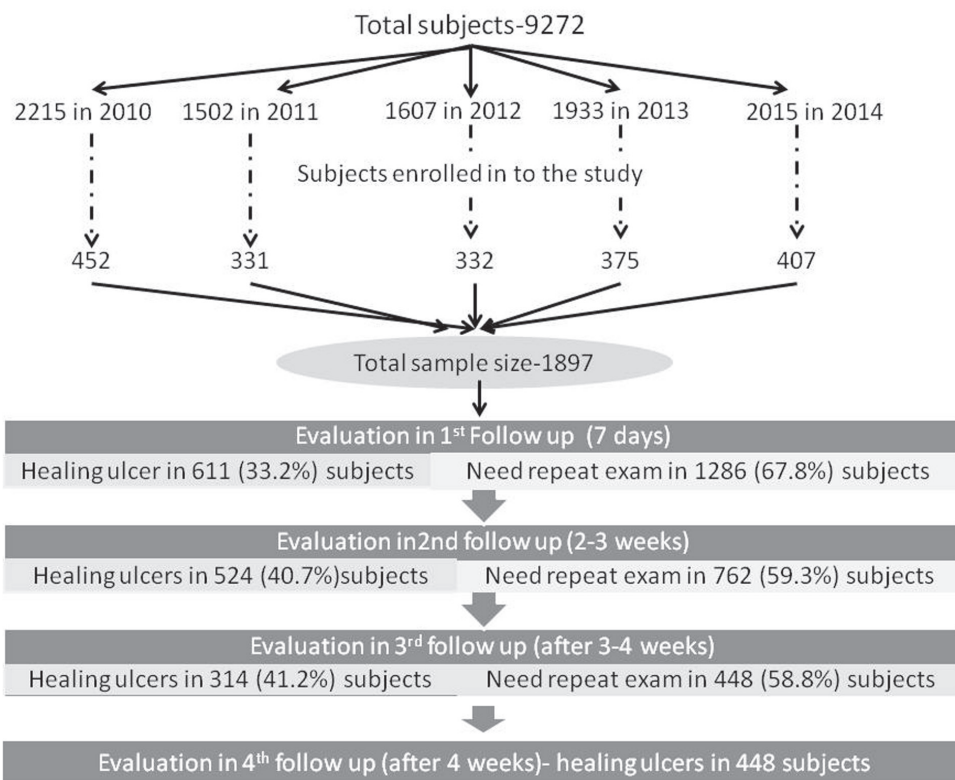 Total subjects-9272
2215 in 2010 1502 in 2011 1607 in 2012 1933 in 2013 2015 in 2014
Subjects enrolled in to the study
452 331 332 375 407
Total sample size-1897
Evaluation in 1st Follow up (7 days)
Healing ulcer in 611 (33.2%) subjects Need repeat exam in 1286 (67.8%) subjects
Evaluation in2nd follow up (2-3 weeks)
Healing ulcers in 524 (40.7%)subjects Need repeat exam in 762 (59.3%) subjects
Evaluation in 3rd follow up (after 3-4 weeks)
Healing ulcers in 314 (41.2%) subjects Need repeat exam in 448 (58.8%) subjects
Evaluation in 4th follow up (after 4 weeks)- healing ulcers in 448 subjects